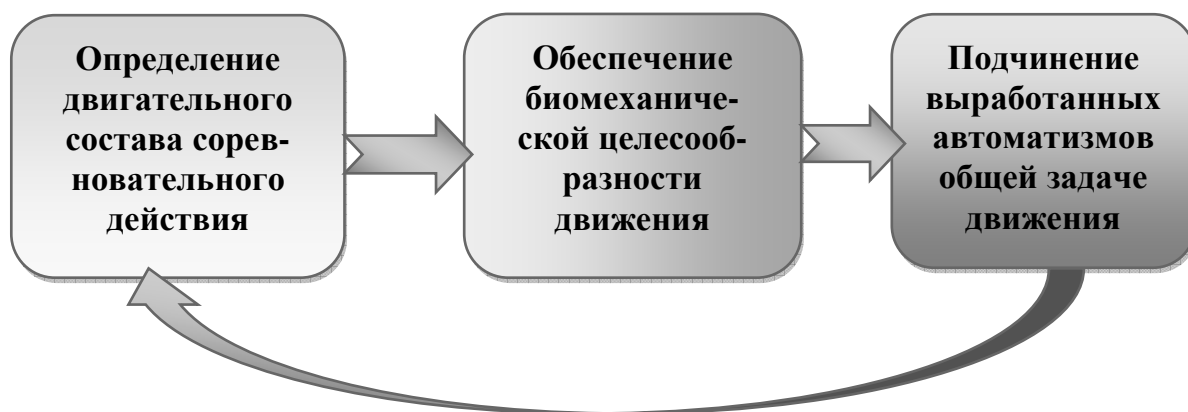 Определение
двигательного
состава сорев-
новательного
действия
Обеспечение
биомеханиче-
ской целесооб-
разности
движения
Подчинение
выработанных
автоматизмов
общей задаче
движения